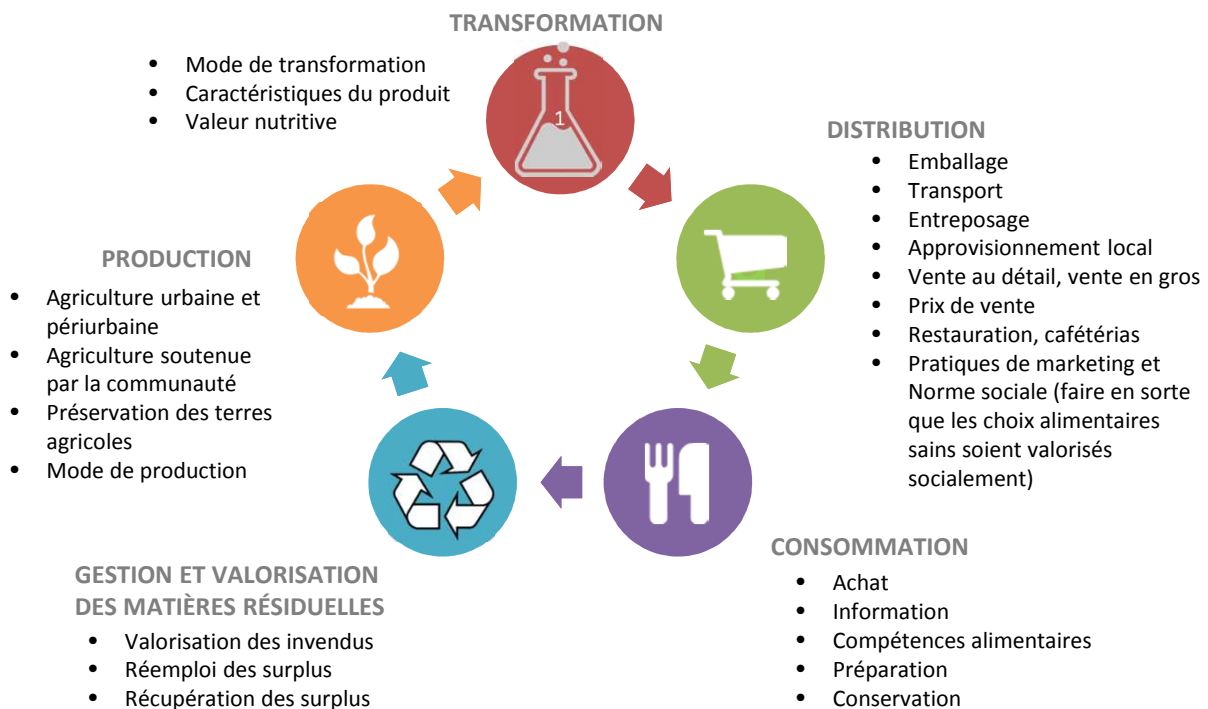 TRANSFORMATION
• Mode de transformation
• Caractéristiques du produit
• Valeur nutritive
1
DISTRIBUTION
• Emballage
• Transport
• Entreposage
• Approvisionnement local
• Vente au détail, vente en gros
• Prix de vente
• Restauration, cafétérias
• Pratiques de marketing et
Norme sociale (faire en sorte
que les choix alimentaires
sains soient valorisés
socialement)
PRODUCTION
• Agriculture urbaine et
périurbaine
• Agriculture soutenue
par la communauté
• Préservation des terres
agricoles
• Mode de production
CONSOMMATION
• Achat
• Information
• Compétences alimentaires
• Préparation
• Conservation
GESTION ET VALORISATION
DES MATIÈRES RÉSIDUELLES
• Valorisation des invendus
• Réemploi des surplus
• Récupération des surplus